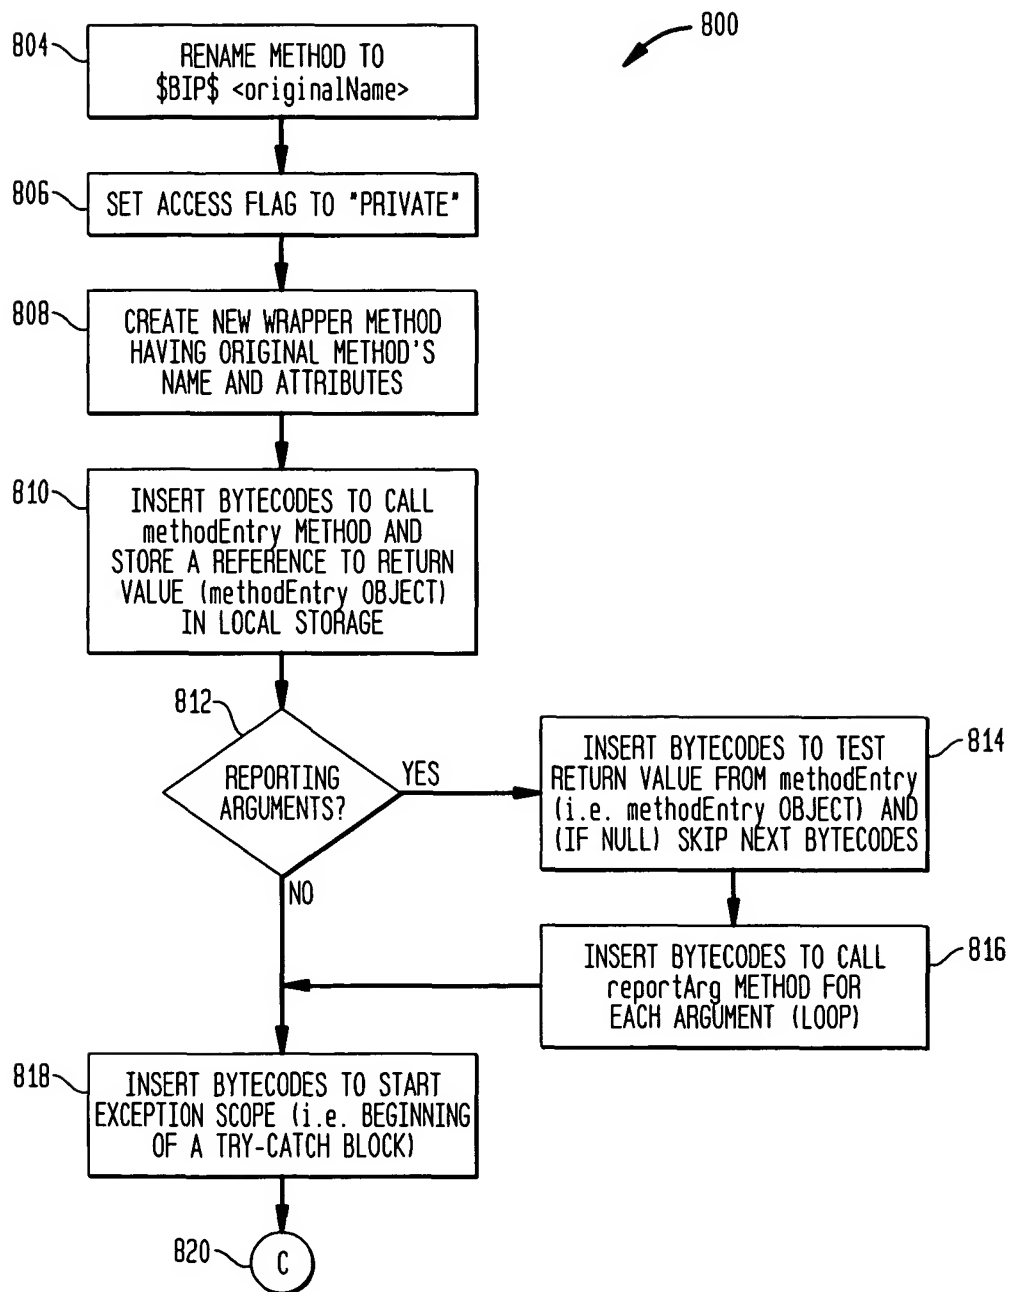 800
804
RENAME METHOD TO
$BIP$ <originalName>
806
SET ACCESS FLAG TO "PRIVATE"
808
CREATE NEW WRAPPER METHOD
HAVING ORIGINAL METHOD'S
NAME AND ATTRIBUTES
810
INSERT BYTECODES TO CALL
methodEntry METHOD AND
STORE A REFERENCE TO RETURN
VALUE (methodEntry OBJECT)
IN LOCAL STORAGE
812
REPORTING
ARGUMENTS?
YES
NO
814
INSERT BYTECODES TO TEST
RETURN VALUE FROM methodEntry
(i.e. methodEntry OBJECT) AND
(IF NULL) SKIP NEXT BYTECODES
816
INSERT BYTECODES TO CALL
reportArg METHOD FOR
EACH ARGUMENT (LOOP)
818
INSERT BYTECODES TO START
EXCEPTION SCOPE (i.e. BEGINNING
OF A TRY-CATCH BLOCK)
820
C